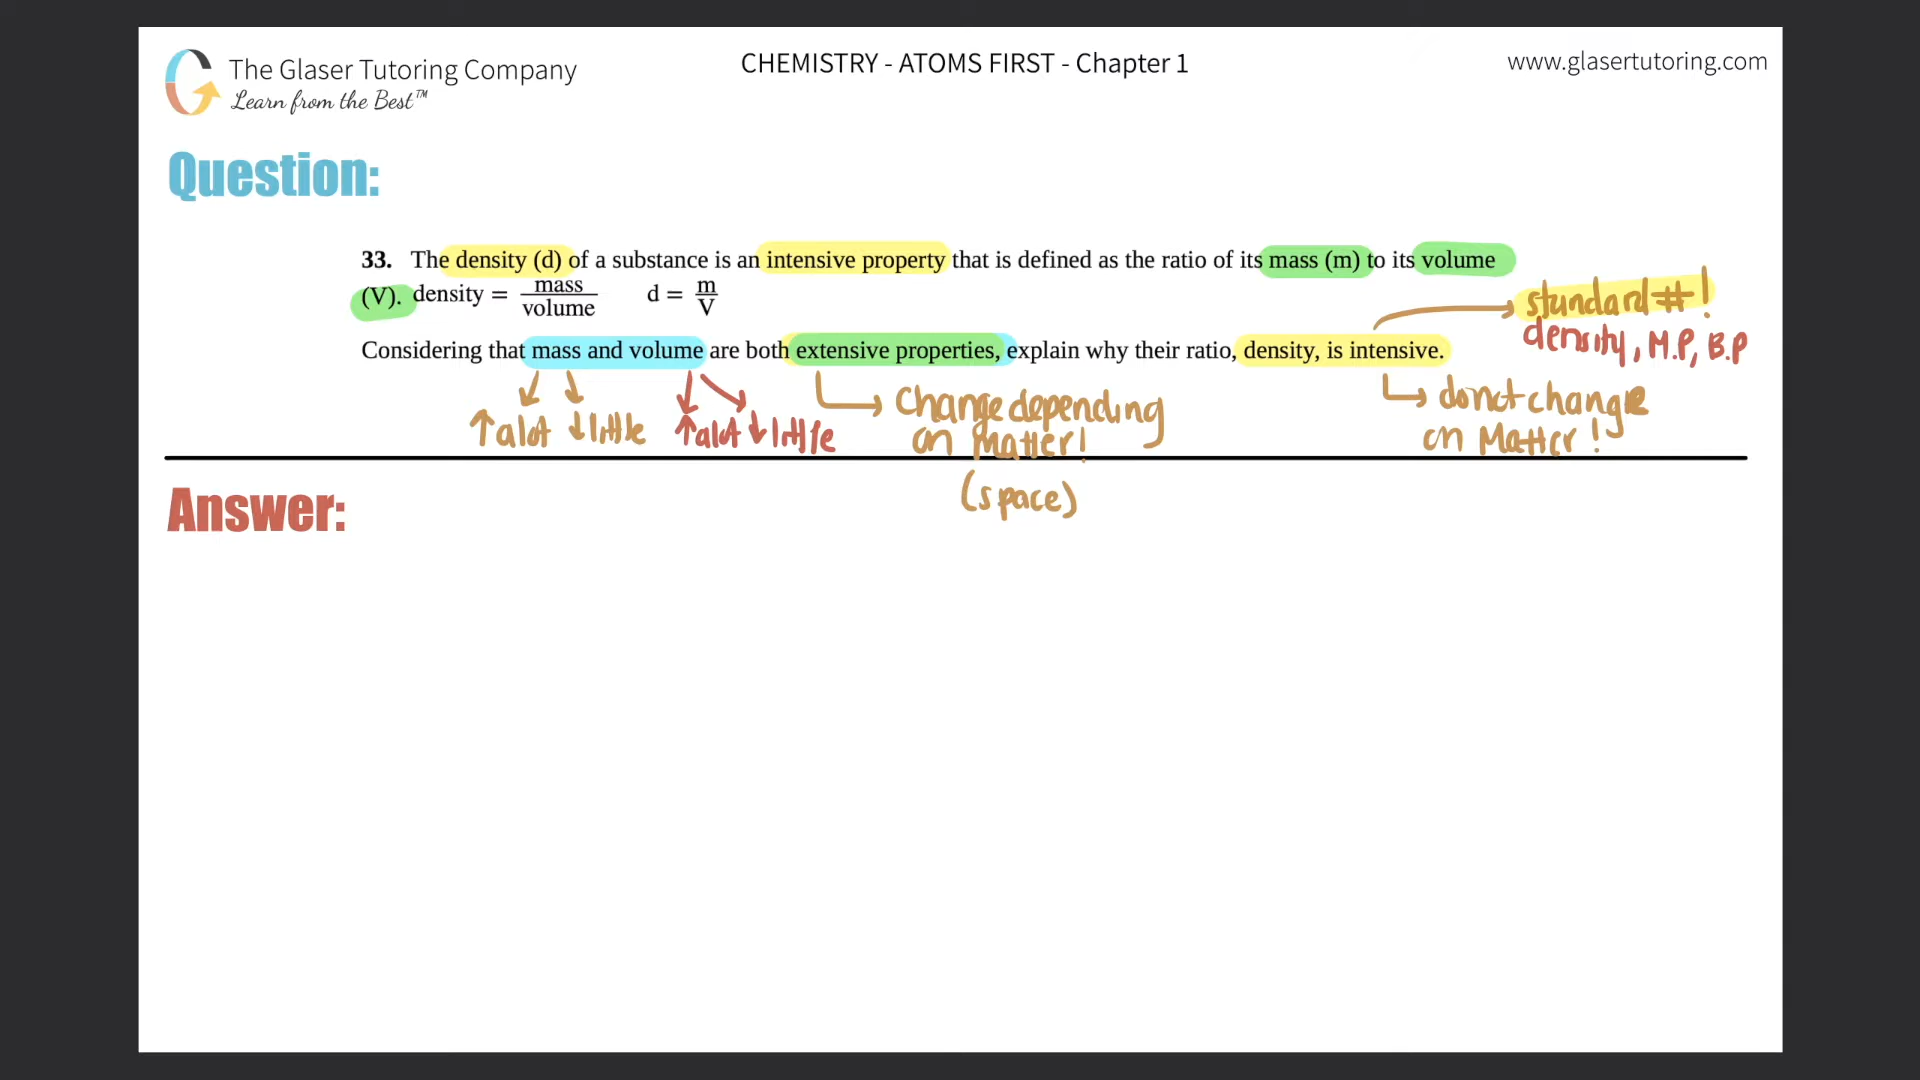 The Glaser Tutoring Company
Learn from the Best™
CHEMISTRY - ATOMS FIRST - Chapter 1
www.glasertutoring.com
Question:
33. The density (d) of a substance is an intensive property that is defined as the ratio of its mass (m) to its volume
(V). density = mass/volume d = m/V
Considering that mass and volume are both extensive properties, explain why their ratio, density, is intensive.
standard #!
density, M.P, B.P
↑ alot ↓ little
↑ alot ↓ little
change depending
on matter!
(space)
do not change
on Matter!
Answer: